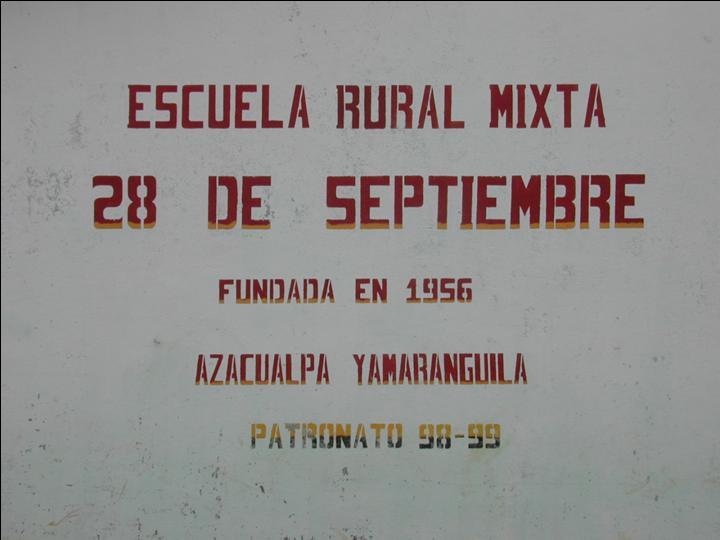 ESCUELA RURAL MIXTA
28 DE SEPTIEMBRE
FUNDADA EN 1956
AZACUALPA YAMARANGUILA
PATRONATO 98-99